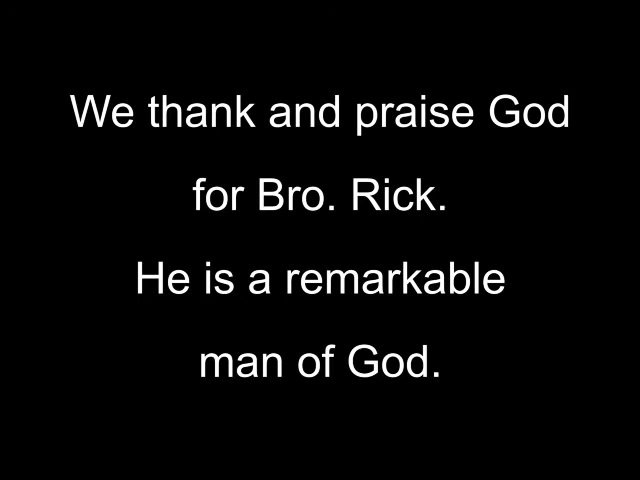 We thank and praise God
for Bro. Rick.
He is a remarkable
man of God.